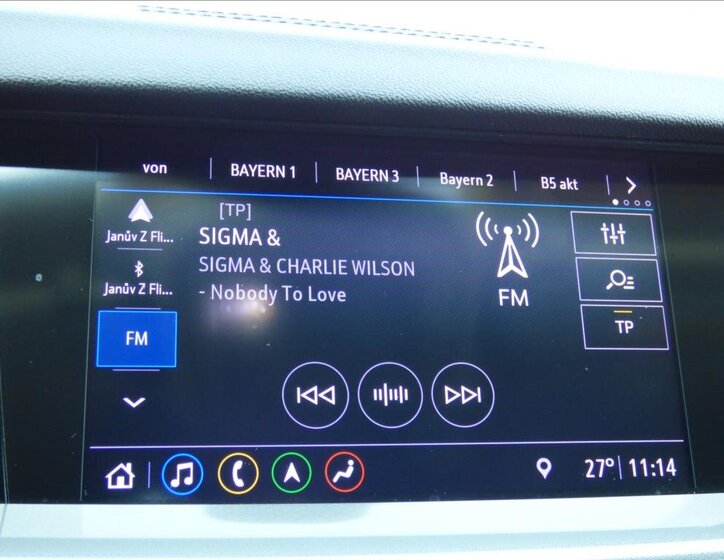 von BAYERN 1 BAYERN 3 Bayern 2 B5 akt
Janův Z Fli...
Janův Z Fli...
FM
[TP]
SIGMA &
SIGMA & CHARLIE WILSON
- Nobody To Love
FM
TP
27° 11:14